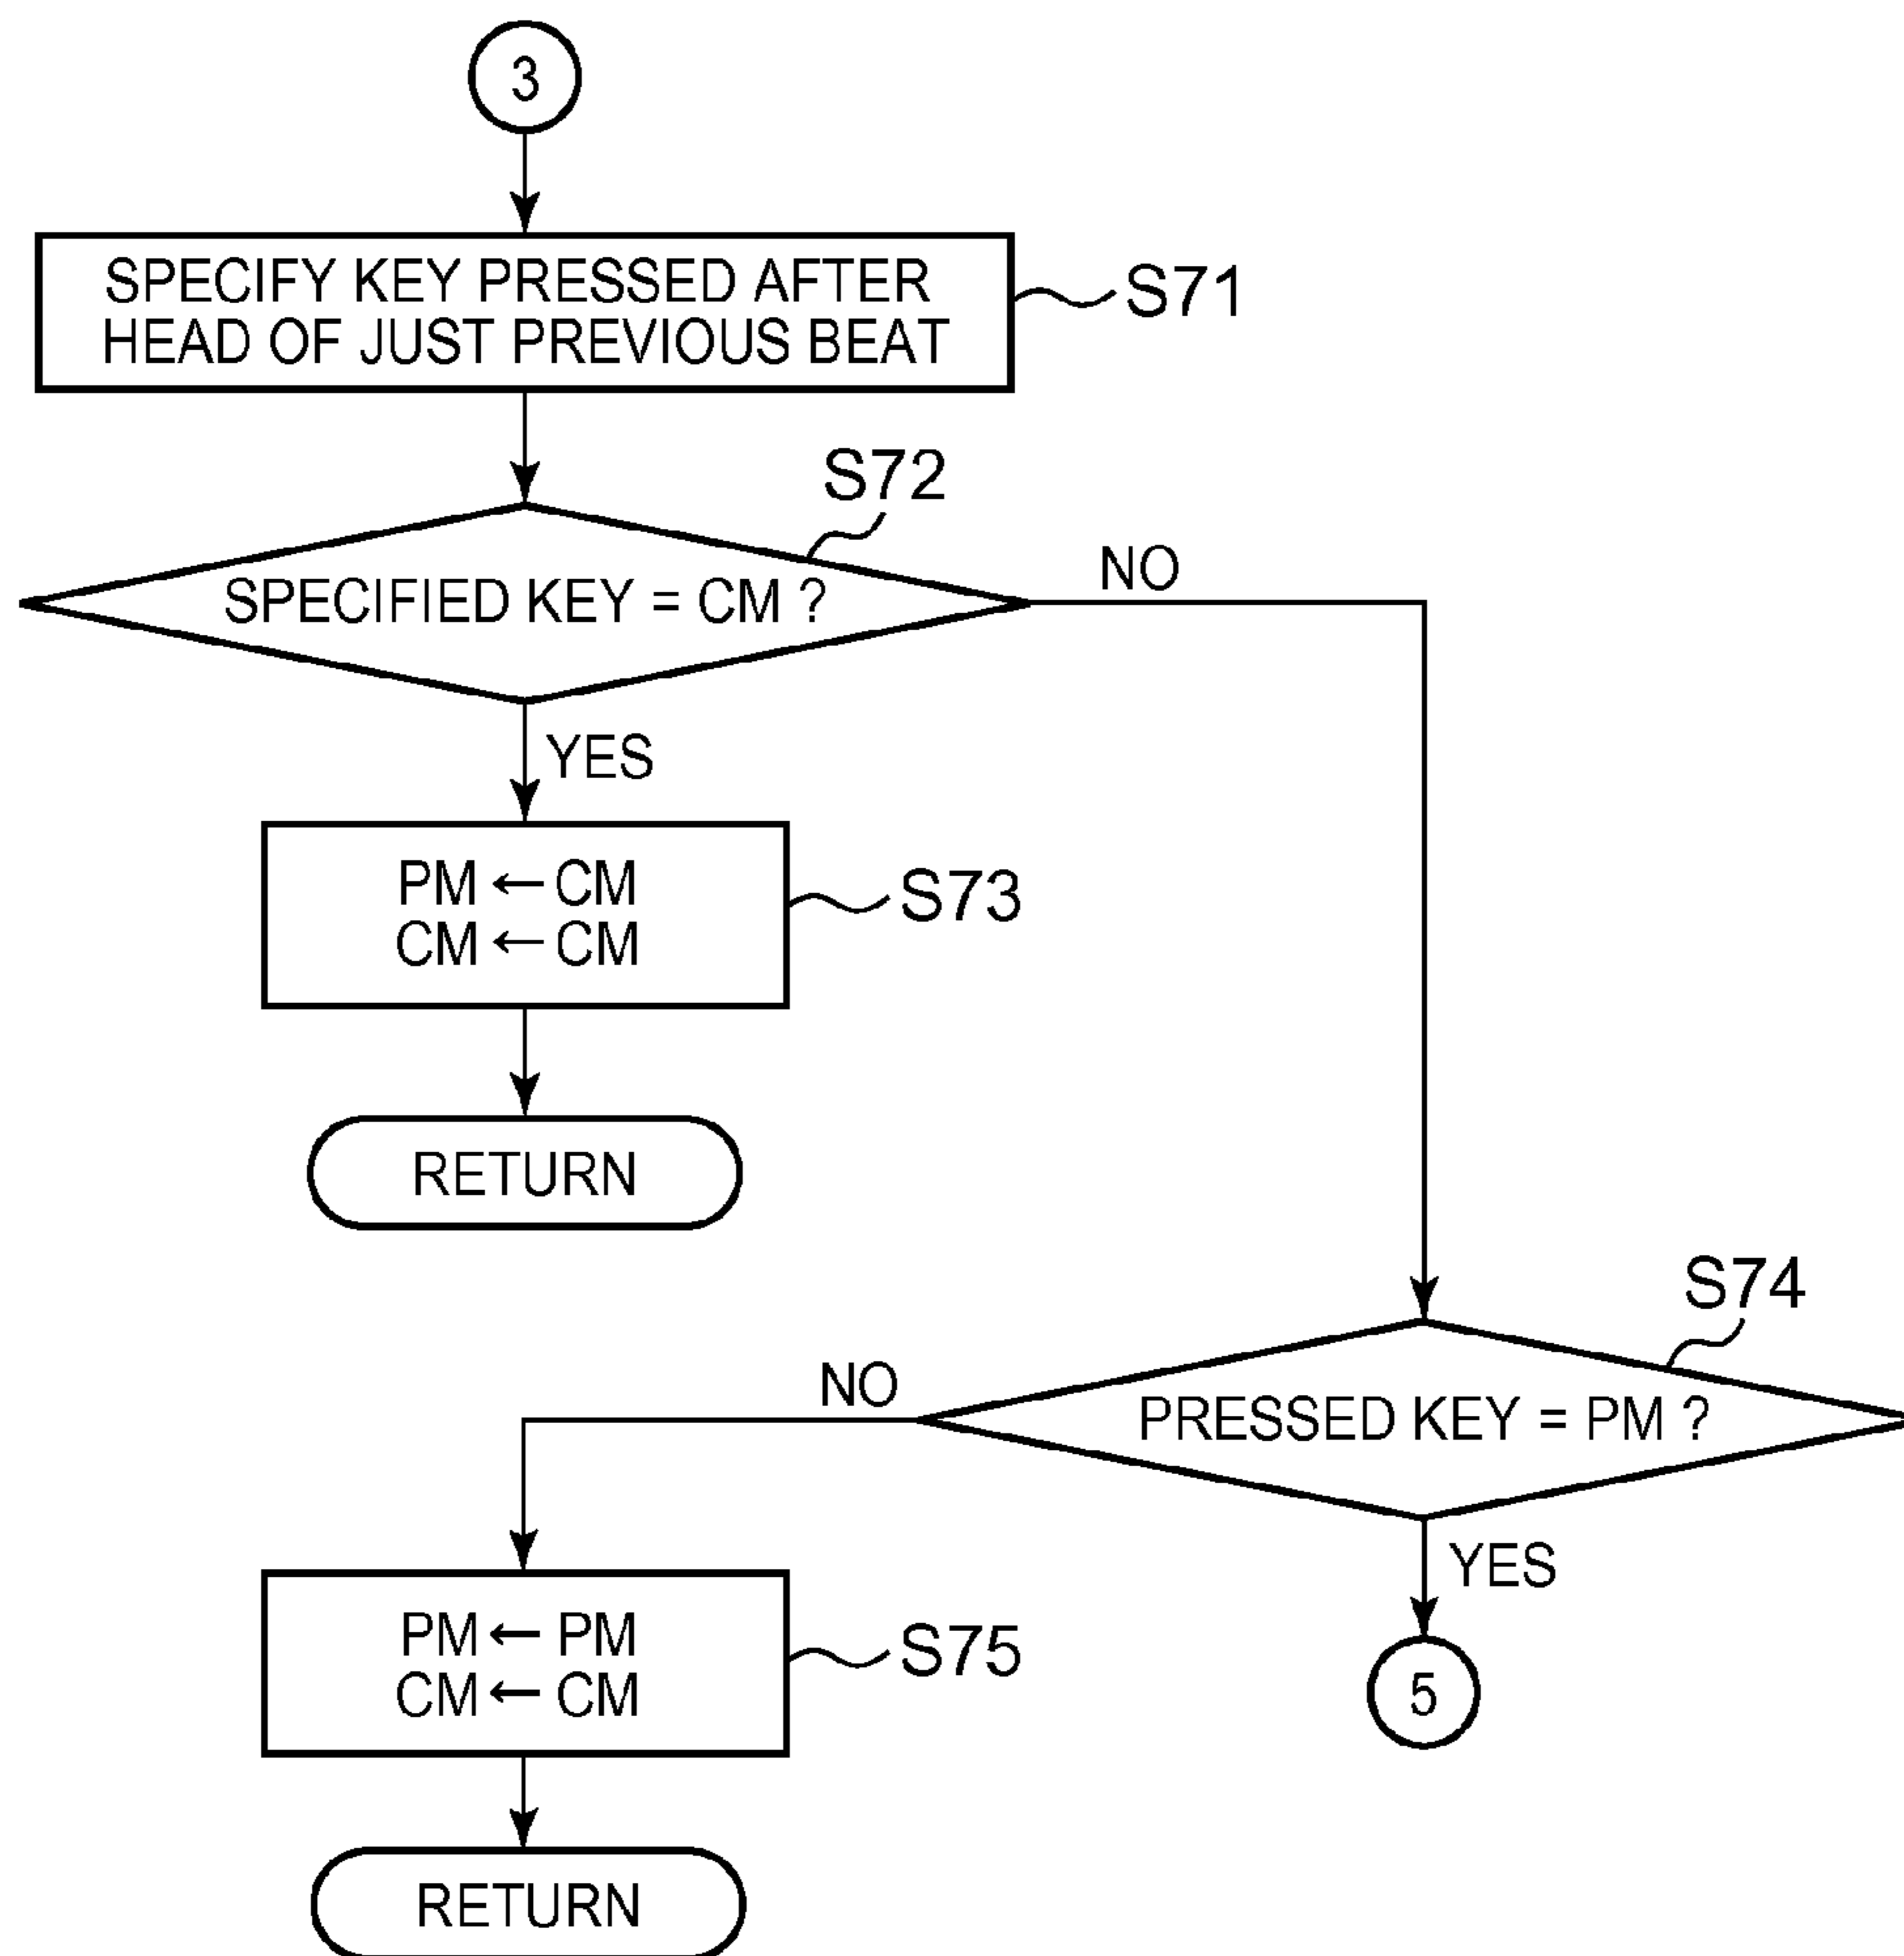 3
SPECIFY KEY PRESSED AFTER
HEAD OF JUST PREVIOUS BEAT
S71
S72
SPECIFIED KEY = CM ?
NO
YES
PM ← CM
CM ← CM
S73
RETURN
S74
PRESSED KEY = PM ?
NO
YES
PM ← PM
CM ← CM
S75
5
RETURN